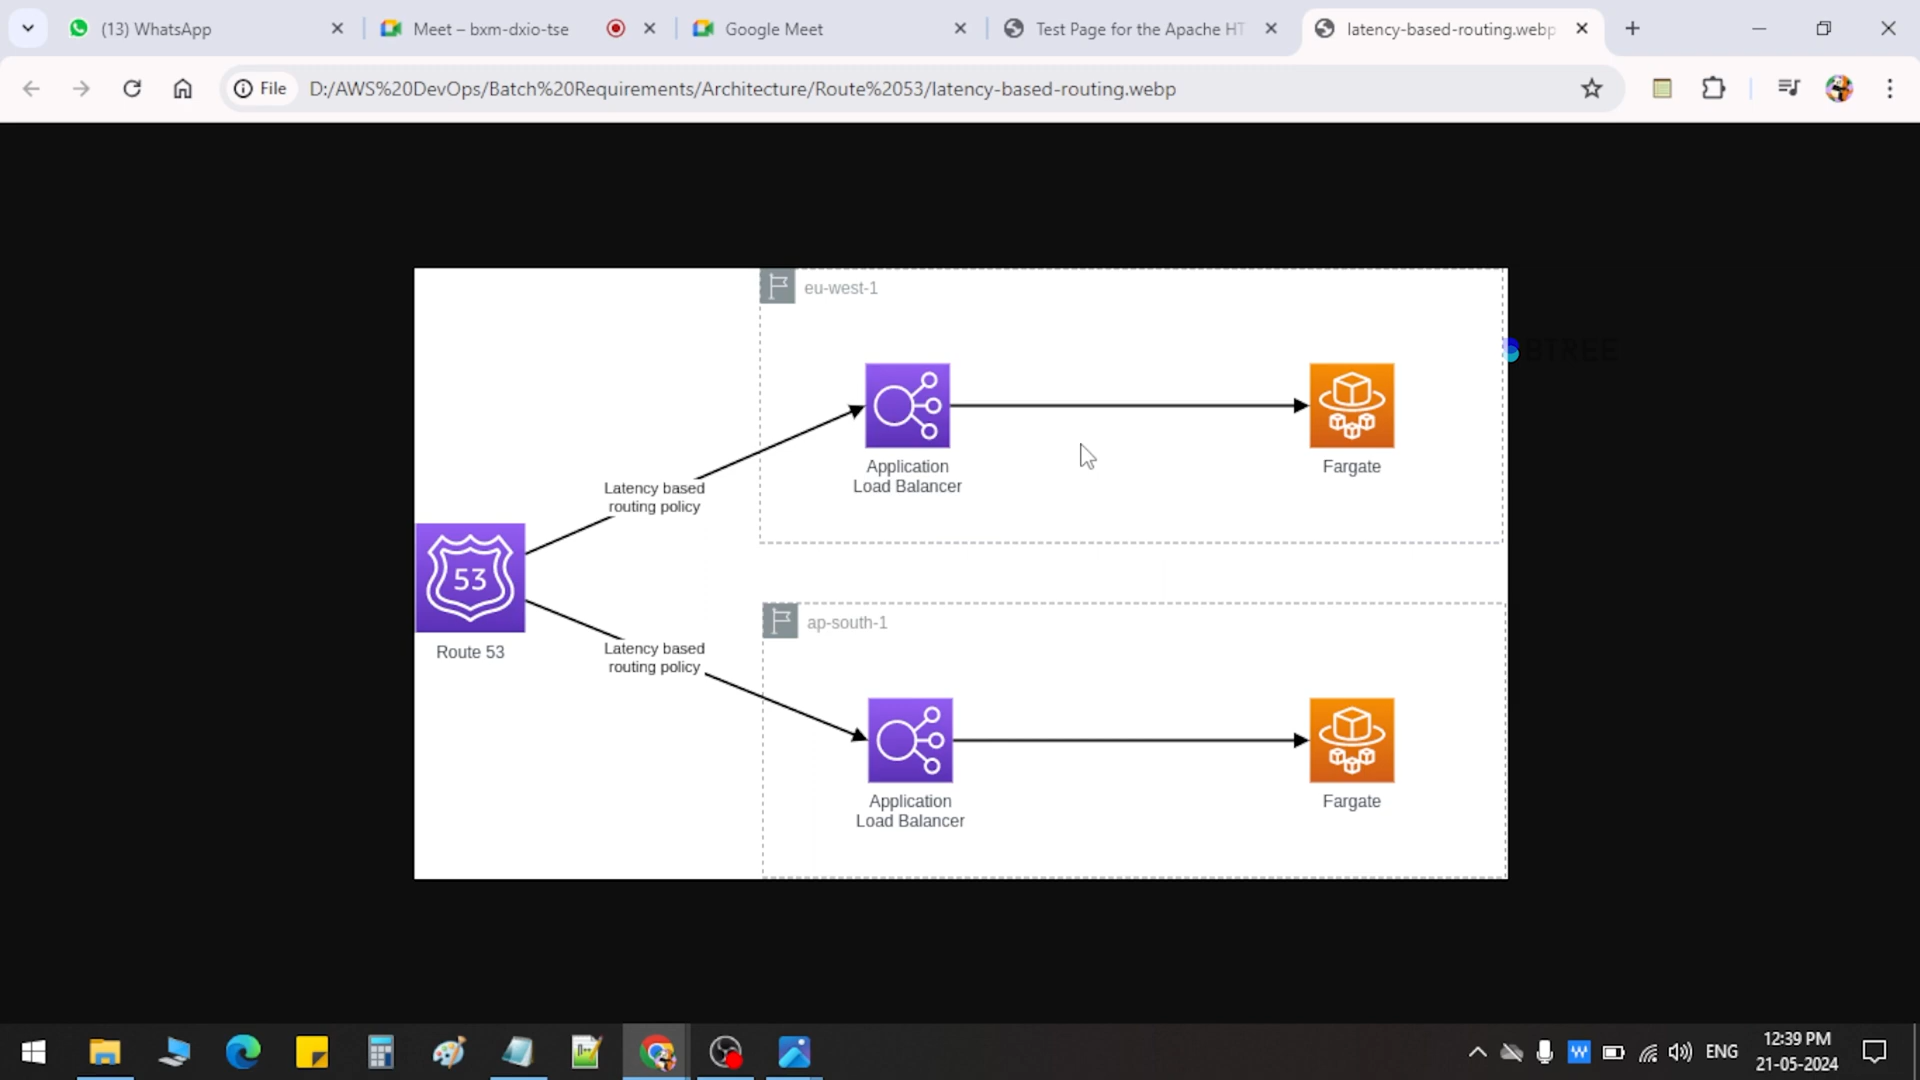 (13) WhatsApp
Meet – bxm-dxio-tse
Google Meet
Test Page for the Apache HT
latency-based-routing.webp
File
D:/AWS%20DevOps/Batch%20Requirements/Architecture/Route%2053/latency-based-routing.webp
eu-west-1
BTREE
Application
Load Balancer
Fargate
Latency based
routing policy
53
Route 53
ap-south-1
Latency based
routing policy
Application
Load Balancer
Fargate
W
ENG
12:39 PM
21-05-2024